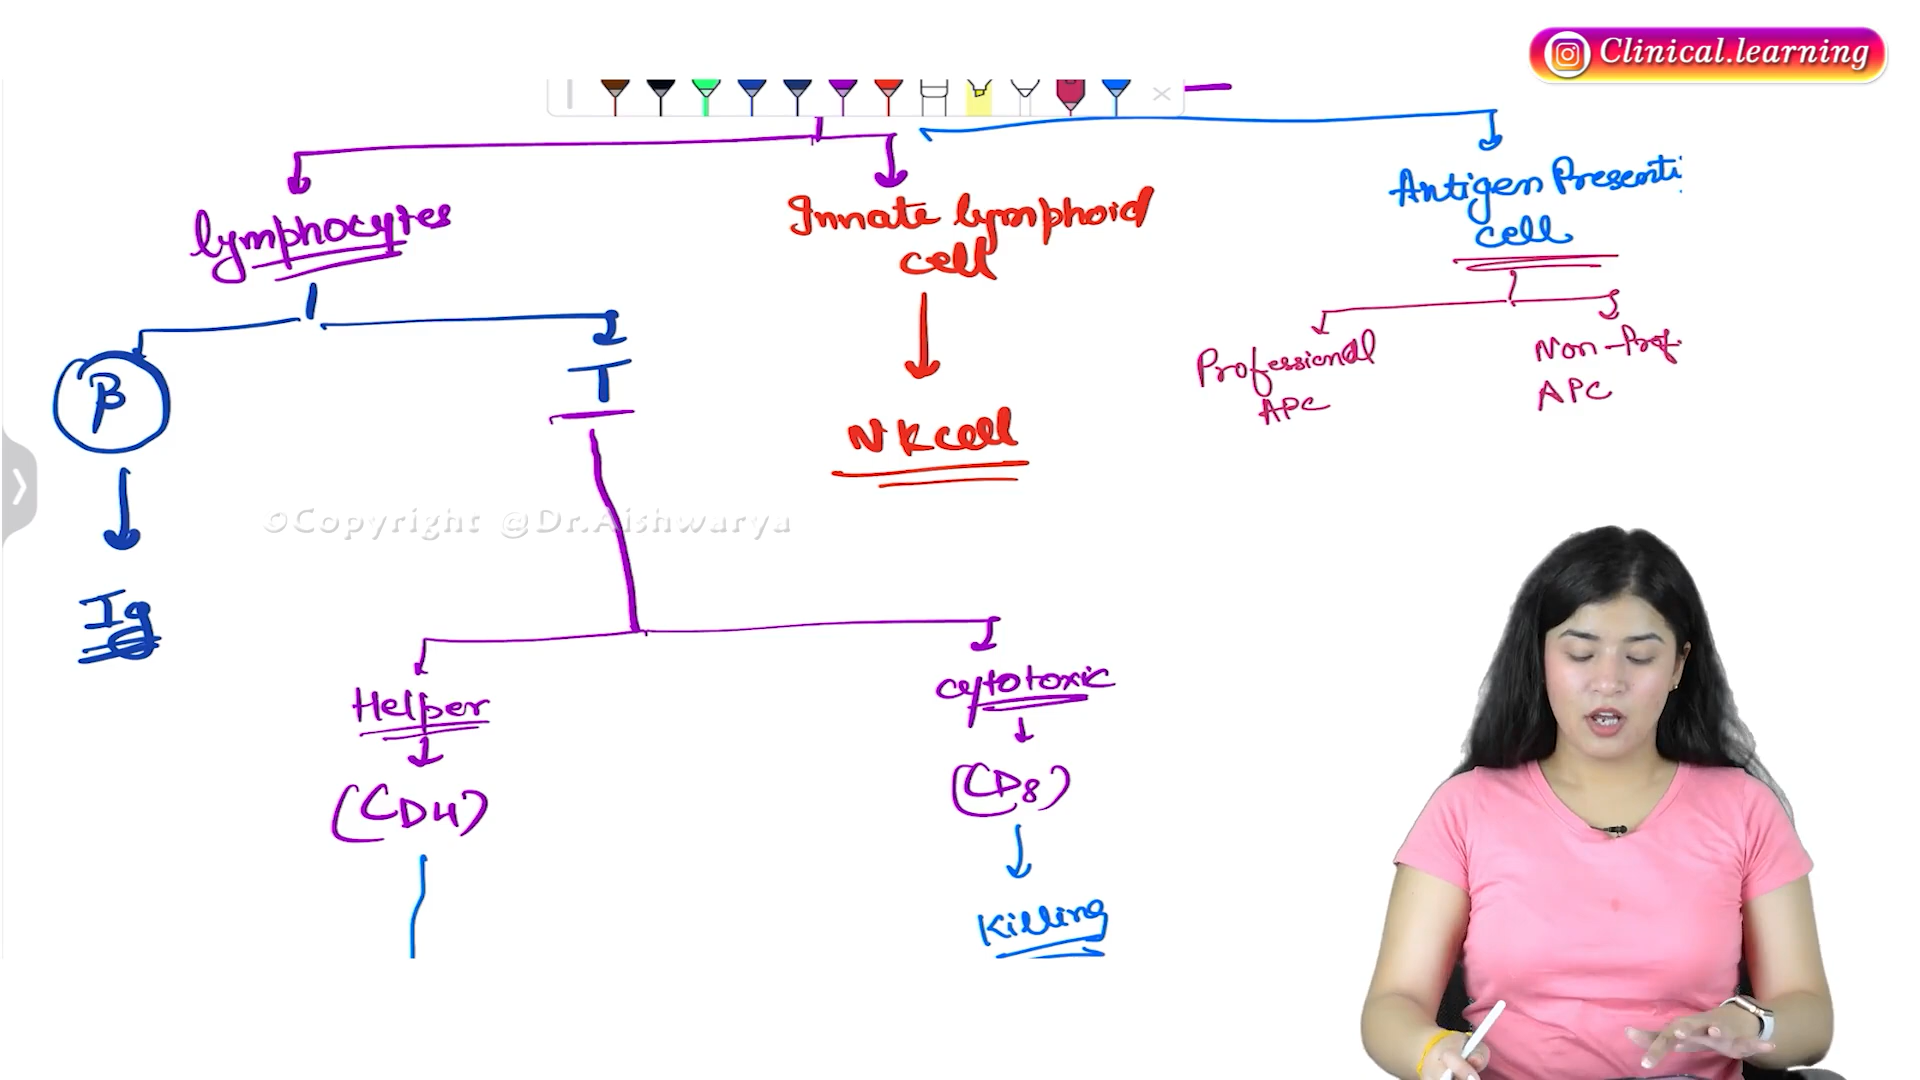 Clinical.learning
lymphocytes
Innate lymphoid
cell
Antigen Presenti
cell
Professional
APC
Non-Prof.
APC
B
T
NK cell
©Copyright @Dr.Aishwarya
Ig
Helper
cytotoxic
(CD4)
(CD8)
Killing